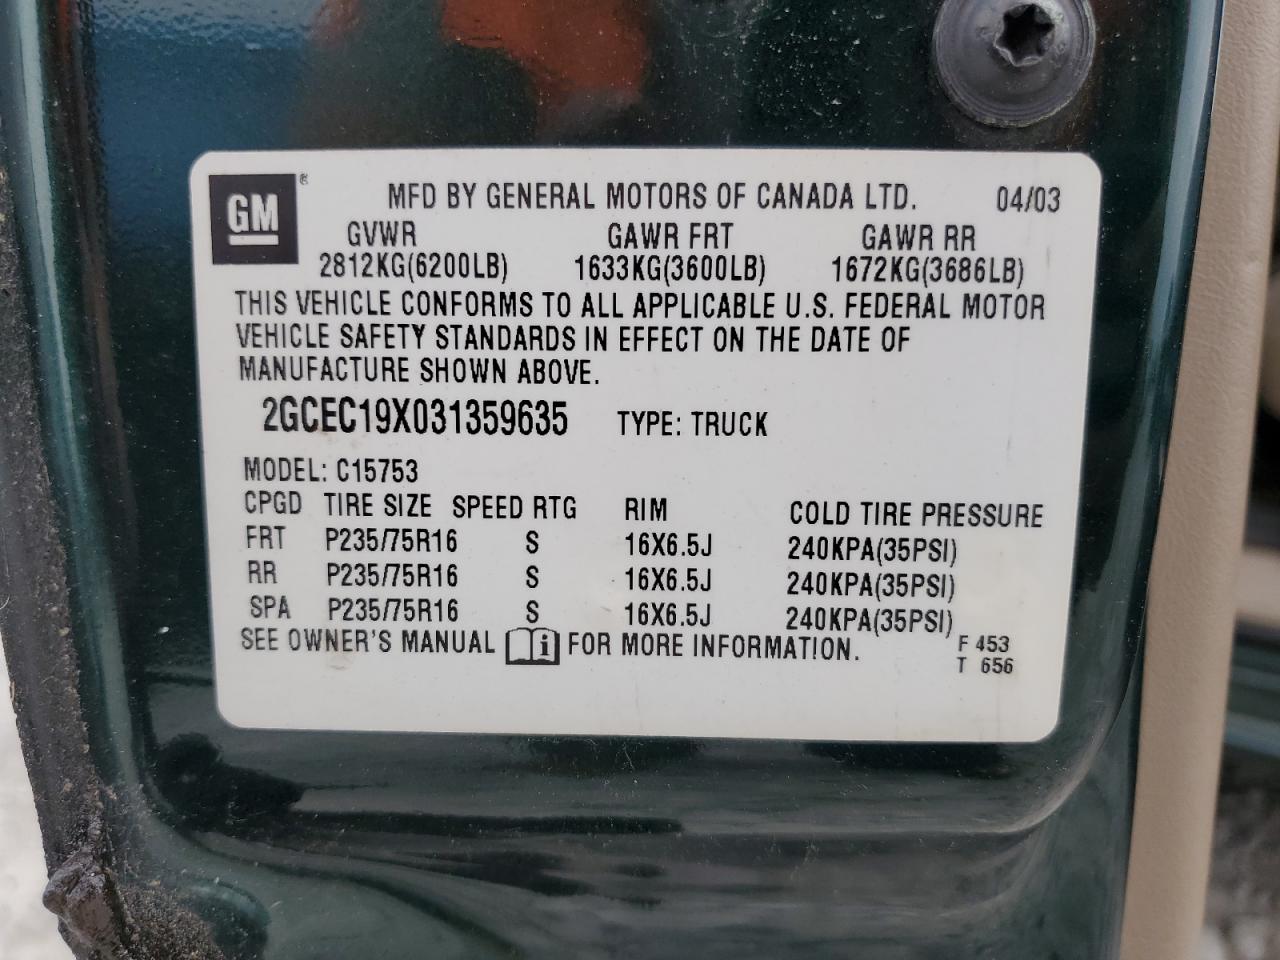 GM ® MFD BY GENERAL MOTORS OF CANADA LTD. 04/03
GVWR GAWR FRT GAWR RR
2812KG(6200LB) 1633KG(3600LB) 1672KG(3686LB)
THIS VEHICLE CONFORMS TO ALL APPLICABLE U.S. FEDERAL MOTOR
VEHICLE SAFETY STANDARDS IN EFFECT ON THE DATE OF
MANUFACTURE SHOWN ABOVE.
2GCEC19X031359635 TYPE: TRUCK
MODEL: C15753
CPGD TIRE SIZE SPEED RTG RIM COLD TIRE PRESSURE
FRT P235/75R16 S 16X6.5J 240KPA(35PSI)
RR P235/75R16 S 16X6.5J 240KPA(35PSI)
SPA P235/75R16 S 16X6.5J 240KPA(35PSI)
SEE OWNER'S MANUAL i FOR MORE INFORMATION. F 453
T 656